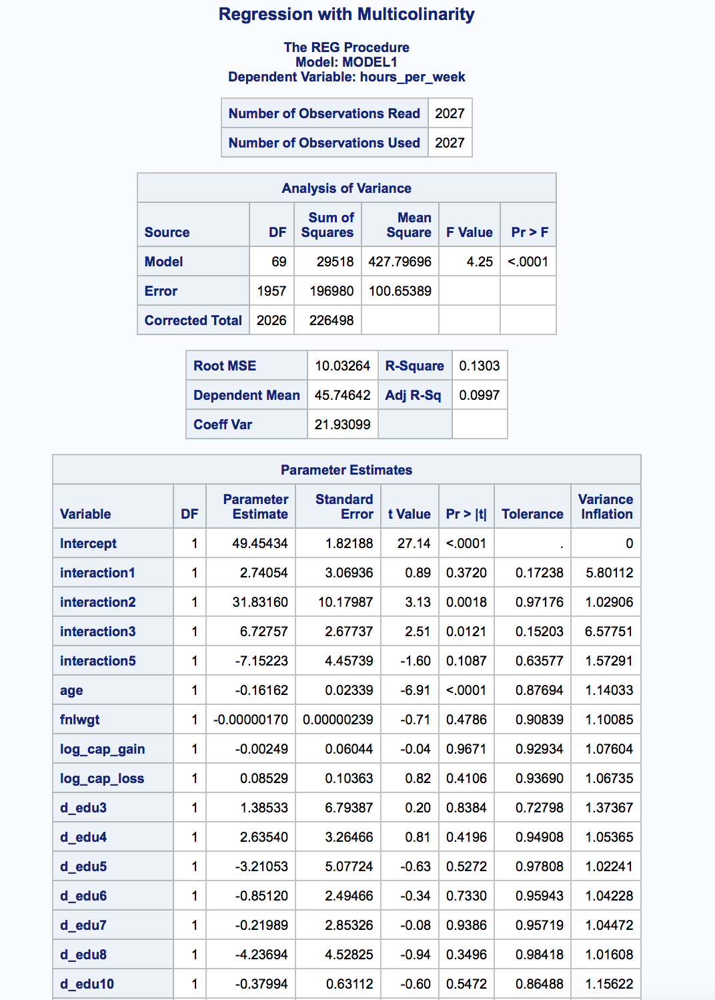 Regression with Multicolinarity
The REG Procedure
Model: MODEL1
Dependent Variable: hours_per_week
Number of Observations Read 2027
Number of Observations Used 2027
Analysis of Variance
Source DF Sum of Squares Mean Square F Value Pr > F
Model 69 29518 427.79696 4.25 <.0001
Error 1957 196980 100.65389
Corrected Total 2026 226498
Root MSE 10.03264 R-Square 0.1303
Dependent Mean 45.74642 Adj R-Sq 0.0997
Coeff Var 21.93099
Parameter Estimates
Variable DF Parameter Estimate Standard Error t Value Pr > |t| Tolerance Variance Inflation
Intercept 1 49.45434 1.82188 27.14 <.0001 . 0
interaction1 1 2.74054 3.06936 0.89 0.3720 0.17238 5.80112
interaction2 1 31.83160 10.17987 3.13 0.0018 0.97176 1.02906
interaction3 1 6.72757 2.67737 2.51 0.0121 0.15203 6.57751
interaction5 1 -7.15223 4.45739 -1.60 0.1087 0.63577 1.57291
age 1 -0.16162 0.02339 -6.91 <.0001 0.87694 1.14033
fnlwgt 1 -0.00000170 0.00000239 -0.71 0.4786 0.90839 1.10085
log_cap_gain 1 -0.00249 0.06044 -0.04 0.9671 0.92934 1.07604
log_cap_loss 1 0.08529 0.10363 0.82 0.4106 0.93690 1.06735
d_edu3 1 1.38533 6.79387 0.20 0.8384 0.72798 1.37367
d_edu4 1 2.63540 3.26466 0.81 0.4196 0.94908 1.05365
d_edu5 1 -3.21053 5.07724 -0.63 0.5272 0.97808 1.02241
d_edu6 1 -0.85120 2.49466 -0.34 0.7330 0.95943 1.04228
d_edu7 1 -0.21989 2.85326 -0.08 0.9386 0.95719 1.04472
d_edu8 1 -4.23694 4.52825 -0.94 0.3496 0.98418 1.01608
d_edu10 1 -0.37994 0.63112 -0.60 0.5472 0.86488 1.15622